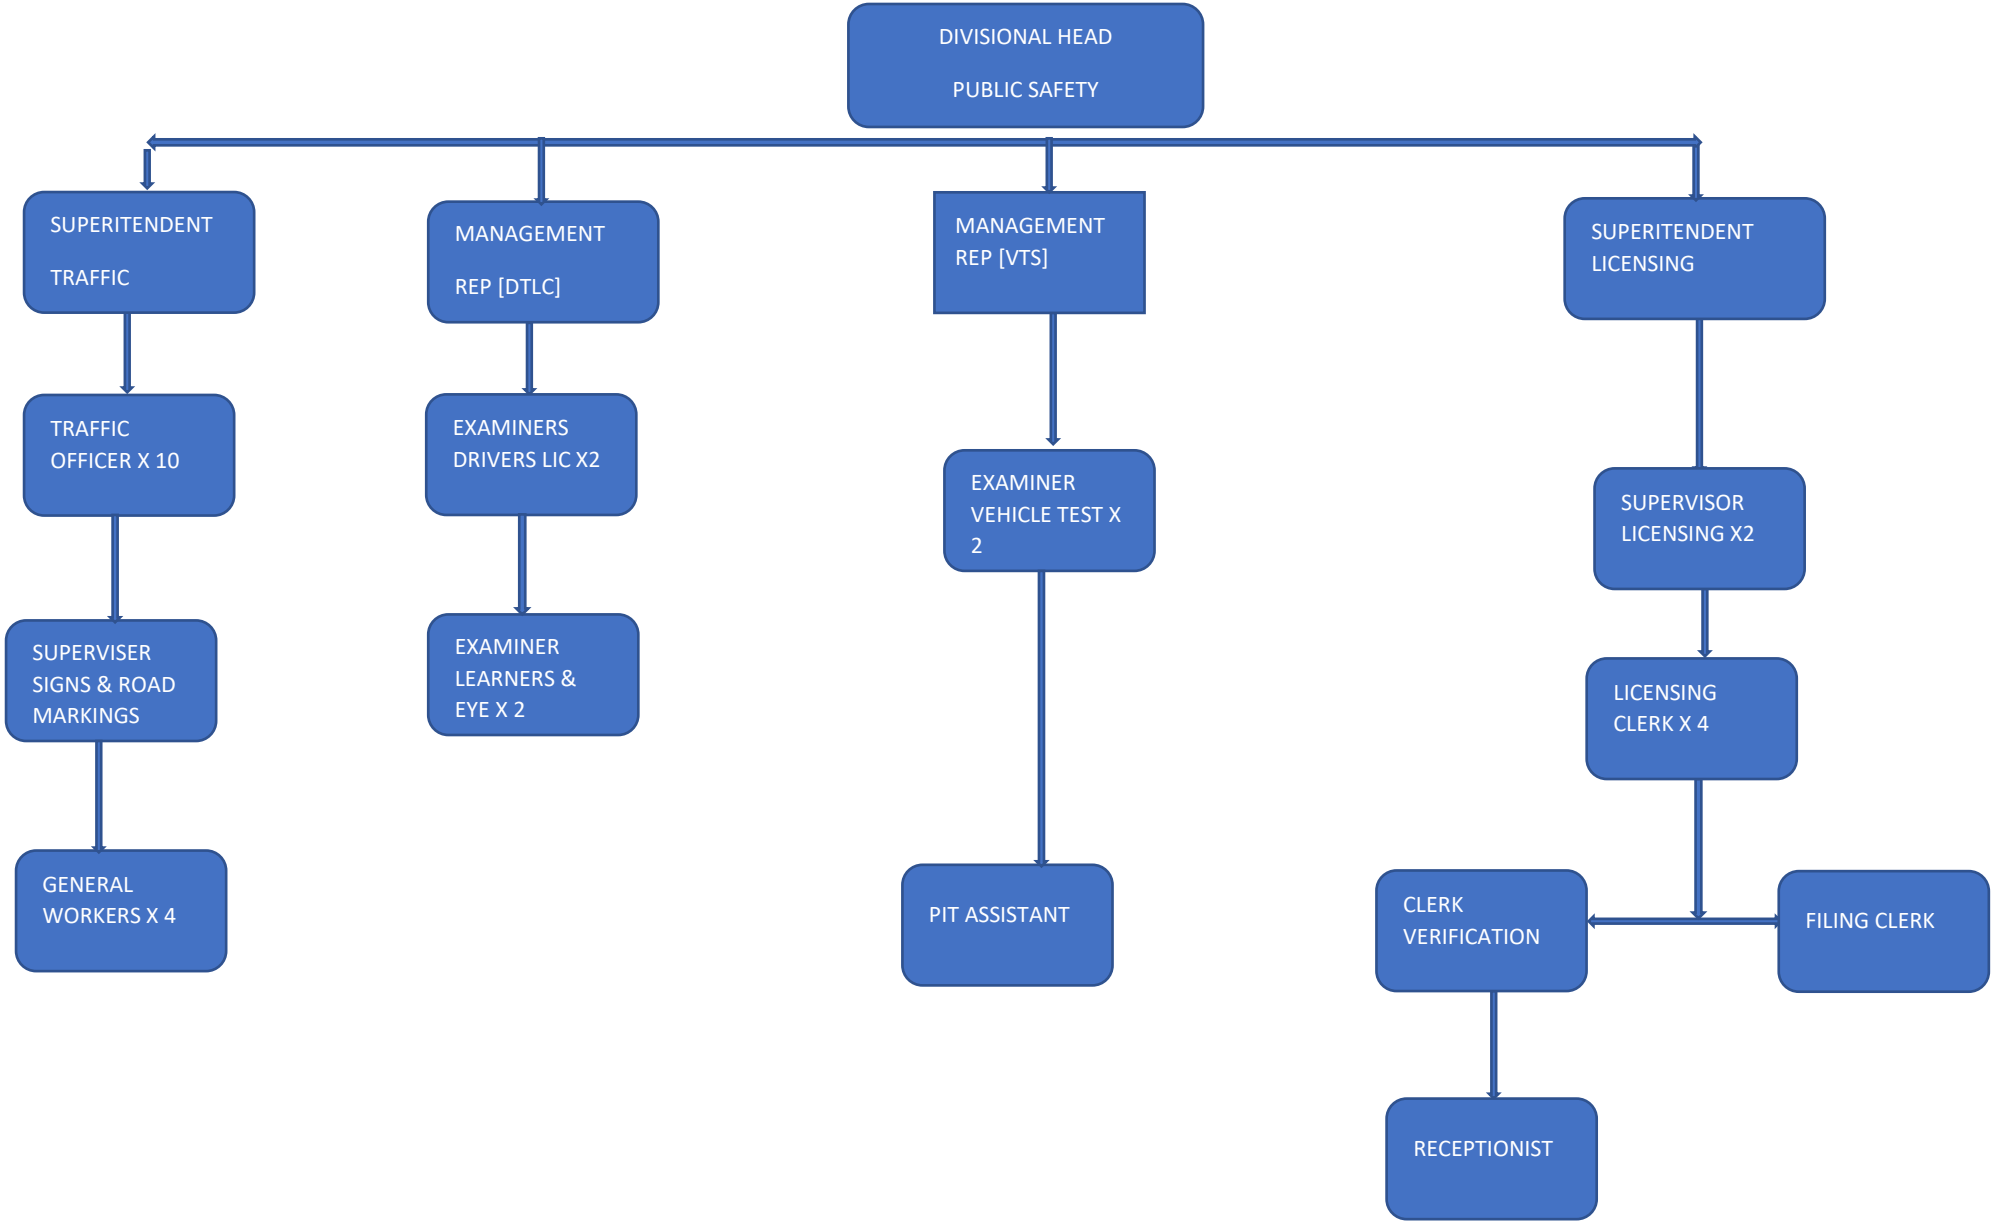 DIVISIONAL HEAD
PUBLIC SAFETY
SUPERITENDENT
TRAFFIC
MANAGEMENT
REP [DTLC]
MANAGEMENT
REP [VTS]
SUPERITENDENT
LICENSING
TRAFFIC
OFFICER X 10
EXAMINERS
DRIVERS LIC X2
EXAMINER
VEHICLE TEST X
2
SUPERVISOR
LICENSING X2
SUPERVISER
SIGNS & ROAD
MARKINGS
EXAMINER
LEARNERS &
EYE X 2
LICENSING
CLERK X 4
GENERAL
WORKERS X 4
PIT ASSISTANT
CLERK
VERIFICATION
FILING CLERK
RECEPTIONIST